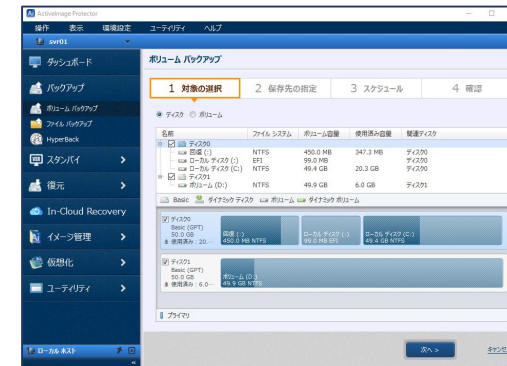 ActiveImage Protector
操作 表示 環境設定 ユーティリティ ヘルプ
srv01
ダッシュボード
バックアップ
ボリューム バックアップ
ファイル バックアップ
HyperBack
スタンバイ
復元
In-Cloud Recovery
イメージ管理
仮想化
ユーティリティ
ローカル ホスト
ボリューム バックアップ
1 対象の選択 2 保存先の指定 3 スケジュール 4 確認
ディスク ボリューム
名前 ファイル システム ボリューム容量 使用済み容量 関連ディスク
ディスク0
回復 (:) NTFS 450.0 MB 347.3 MB ディスク0
ローカル ディスク (:) EFI 99.0 MB ディスク0
ローカル ディスク (C:) NTFS 49.4 GB 20.3 GB ディスク0
ディスク1
ボリューム (D:) NTFS 49.9 GB 6.0 GB ディスク1
Basic ダイナミック ディスク ボリューム ダイナミック ボリューム
ディスク0
Basic (GPT)
50.0 GB
使用済み : 20...
回復 (:)
450.0 MB NTFS
ローカル ディスク (:)
99.0 MB EFI
ローカル ディスク (C:)
49.4 GB NTFS
ディスク1
Basic (GPT)
50.0 GB
使用済み : 6.0...
ボリューム (D:)
49.9 GB NTFS
プライマリ
次へ >
キャンセ